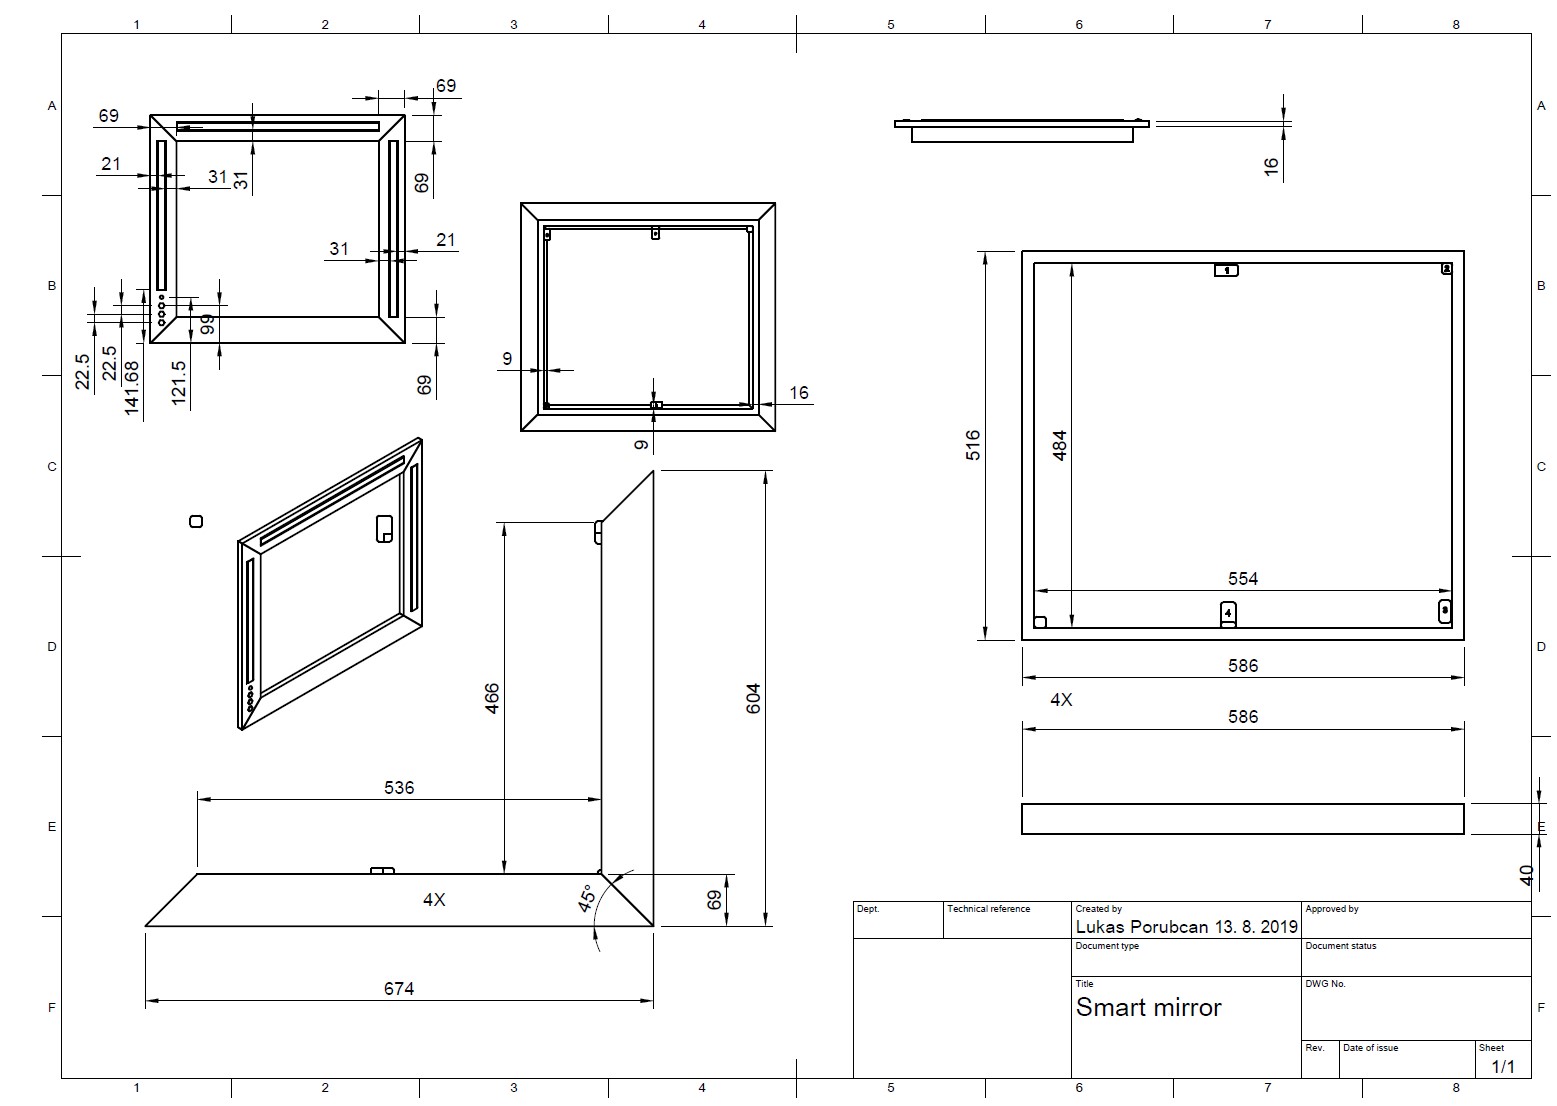 1 2 3 4 5 6 7 8
A A
B B
C C
D D
E E
F F
69
69
21
31
31
69
31
21
99
22.5
22.5
141.68
121.5
69
9
16
9
16
1
2
516
484
554
4
3
586
4X
586
40
466
604
536
4X
45°
69
674
Dept.
Technical reference
Created by
Approved by
Lukas Porubcan 13. 8. 2019
Document type
Document status
Title
DWG No.
Smart mirror
Rev.
Date of issue
Sheet
1/1
1 2 3 4 5 6 7 8